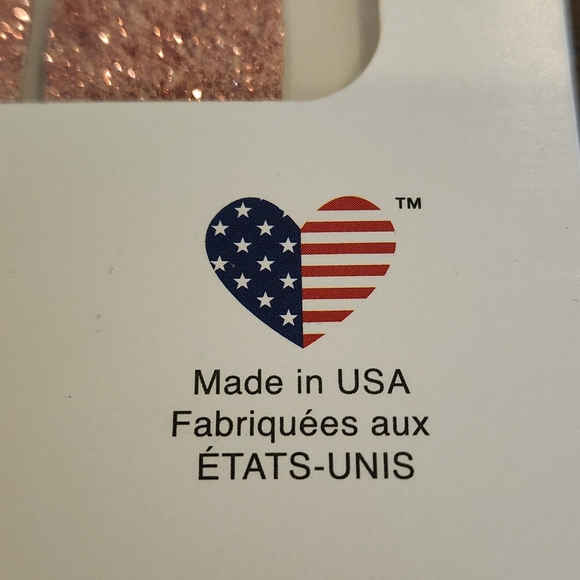 ™
Made in USA
Fabriquées aux
ÉTATS-UNIS